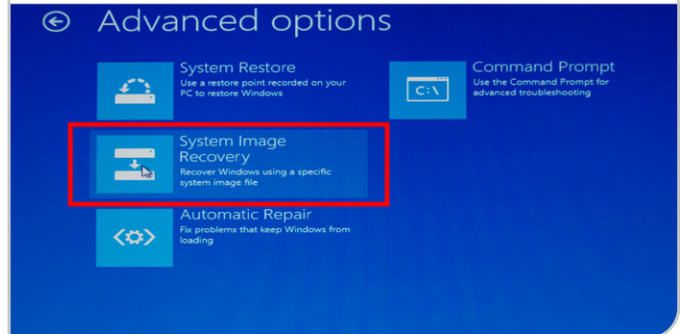 Advanced options
System Restore
Use a restore point recorded on your
PC to restore Windows
Command Prompt
Use the Command Prompt for
advanced troubleshooting
C:\
System Image
Recovery
Recover Windows using a specific
system image file
Automatic Repair
Fix problems that keep Windows from
loading